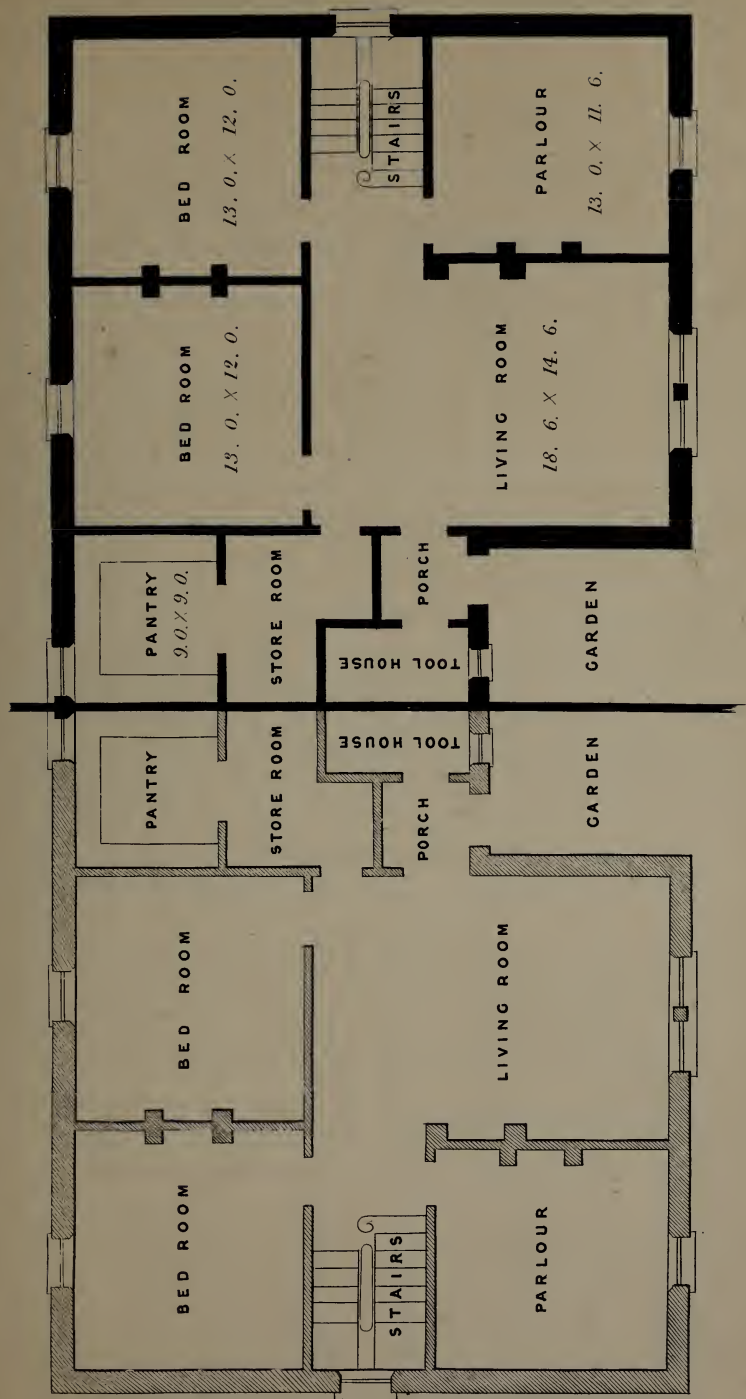 BED ROOM
BED ROOM
PANTRY
PANTRY
9.0.X.9.0.
BED ROOM
13. 0. X 12. 0.
BED ROOM
13. 0. X 12. 0.
STORE ROOM
STORE ROOM
STAIRS
TOOL HOUSE
TOOL HOUSE
STAIRS
PORCH
PORCH
PARLOUR
LIVING ROOM
LIVING ROOM
18. 6. X 14. 6.
PARLOUR
13. 0. X 11. 6.
GARDEN
GARDEN